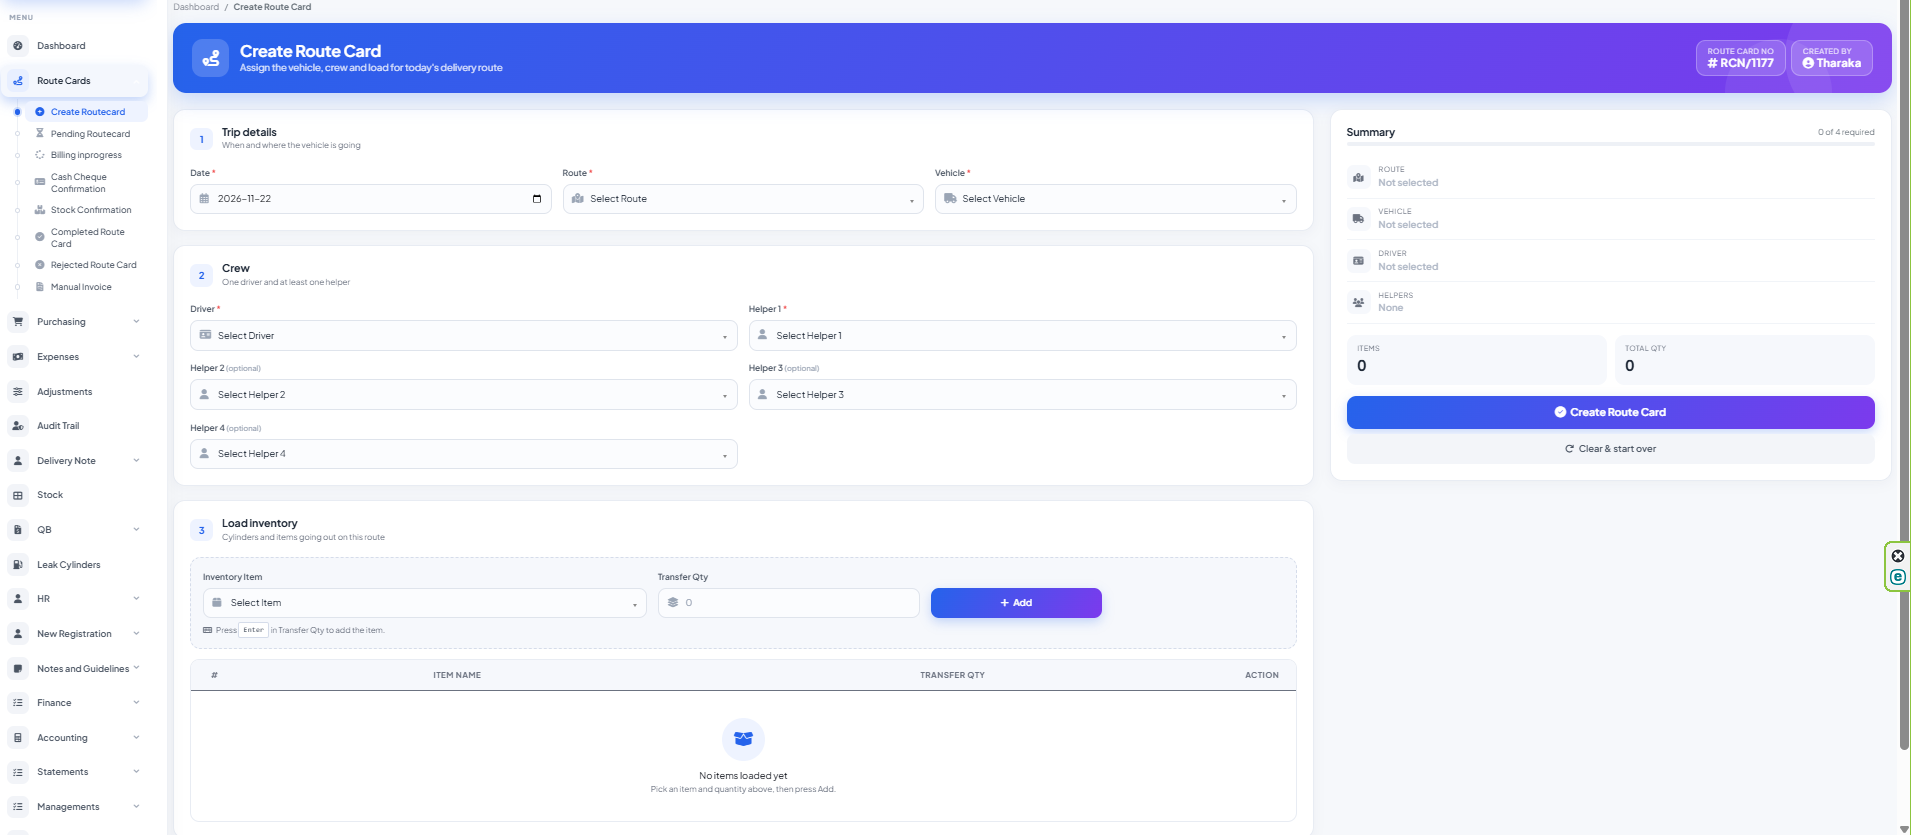 MENU
Dashboard
Route Cards
Create Routecard
Pending Routecard
Billing inprogress
Cash Cheque
Confirmation
Stock Confirmation
Completed Route
Card
Rejected Route Card
Manual Invoice
Purchasing
Expenses
Adjustments
Audit Trail
Delivery Note
Stock
QB
Leak Cylinders
HR
New Registration
Notes and Guidelines
Finance
Accounting
Statements
Managements
Dashboard / Create Route Card
Create Route Card
Assign the vehicle, crew and load for today's delivery route
ROUTE CARD NO
# RCN/1177
CREATED BY
Tharaka
1
Trip details
When and where the vehicle is going
Date *
2026-11-22
Route *
Select Route
Vehicle *
Select Vehicle
2
Crew
One driver and at least one helper
Driver *
Select Driver
Helper 1 *
Select Helper 1
Helper 2 (optional)
Select Helper 2
Helper 3 (optional)
Select Helper 3
Helper 4 (optional)
Select Helper 4
3
Load inventory
Cylinders and items going out on this route
Inventory Item
Select Item
Transfer Qty
0
+ Add
Press Enter in Transfer Qty to add the item.
# ITEM NAME TRANSFER QTY ACTION
No items loaded yet
Pick an item and quantity above, then press Add.
Summary
0 of 4 required
ROUTE
Not selected
VEHICLE
Not selected
DRIVER
Not selected
HELPERS
None
ITEMS
0
TOTAL QTY
0
Create Route Card
Clear & start over
e